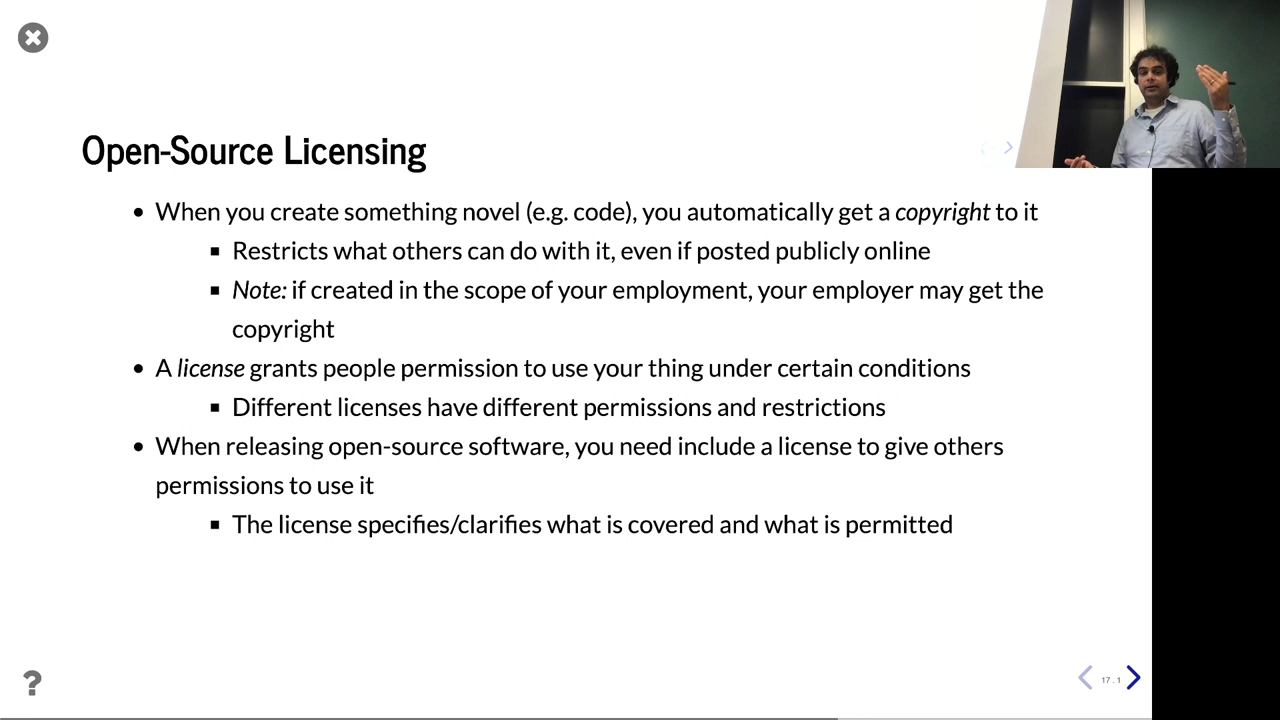 Open-Source Licensing
• When you create something novel (e.g. code), you automatically get a copyright to it
▪ Restricts what others can do with it, even if posted publicly online
▪ Note: if created in the scope of your employment, your employer may get the
copyright
• A license grants people permission to use your thing under certain conditions
▪ Different licenses have different permissions and restrictions
• When releasing open-source software, you need include a license to give others
permissions to use it
▪ The license specifies/clarifies what is covered and what is permitted
?
17 . 1